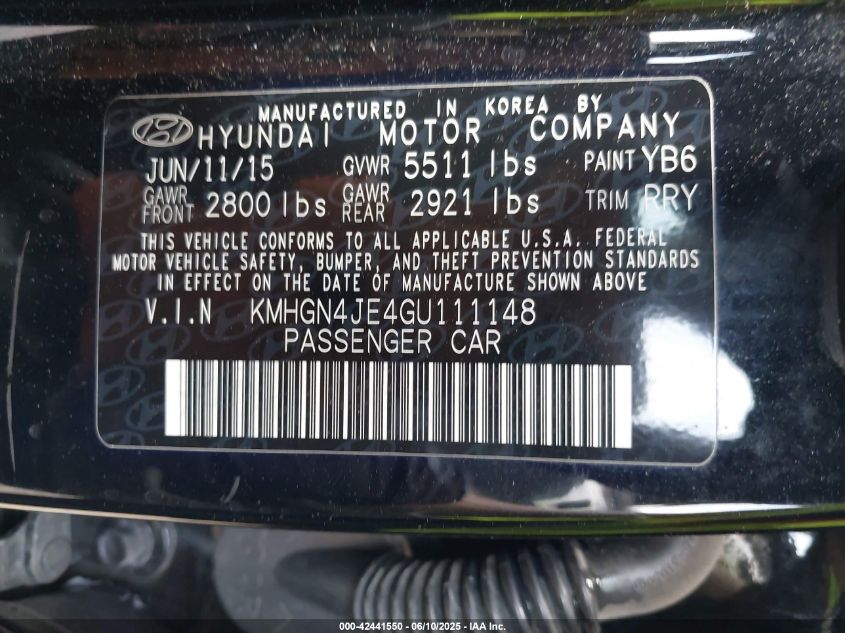 MANUFACTURED IN KOREA BY
HYUNDAI MOTOR COMPANY
JUN/11/15 GVWR 5511 lbs PAINT YB6
GAWR FRONT 2800 lbs GAWR REAR 2921 lbs TRIM RRY
THIS VEHICLE CONFORMS TO ALL APPLICABLE U.S.A. FEDERAL
MOTOR VEHICLE SAFETY, BUMPER, AND THEFT PREVENTION STANDARDS
IN EFFECT ON THE DATE OF MANUFACTURE SHOWN ABOVE
V.I.N KMHGN4JE4GU111148
PASSENGER CAR
000-42441550 - 06/10/2025 - IAA Inc.